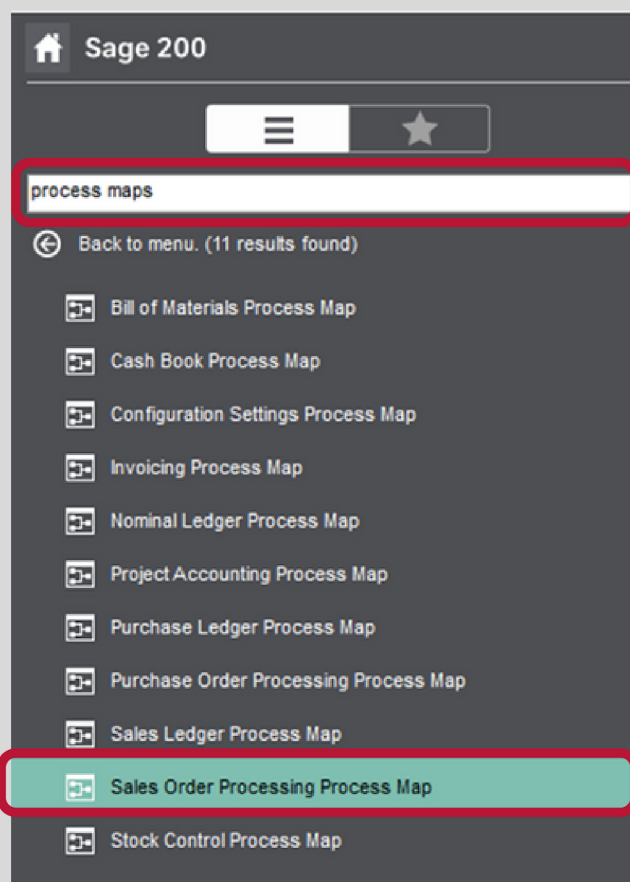 Sage 200
process maps
Back to menu. (11 results found)
Bill of Materials Process Map
Cash Book Process Map
Configuration Settings Process Map
Invoicing Process Map
Nominal Ledger Process Map
Project Accounting Process Map
Purchase Ledger Process Map
Purchase Order Processing Process Map
Sales Ledger Process Map
Sales Order Processing Process Map
Stock Control Process Map